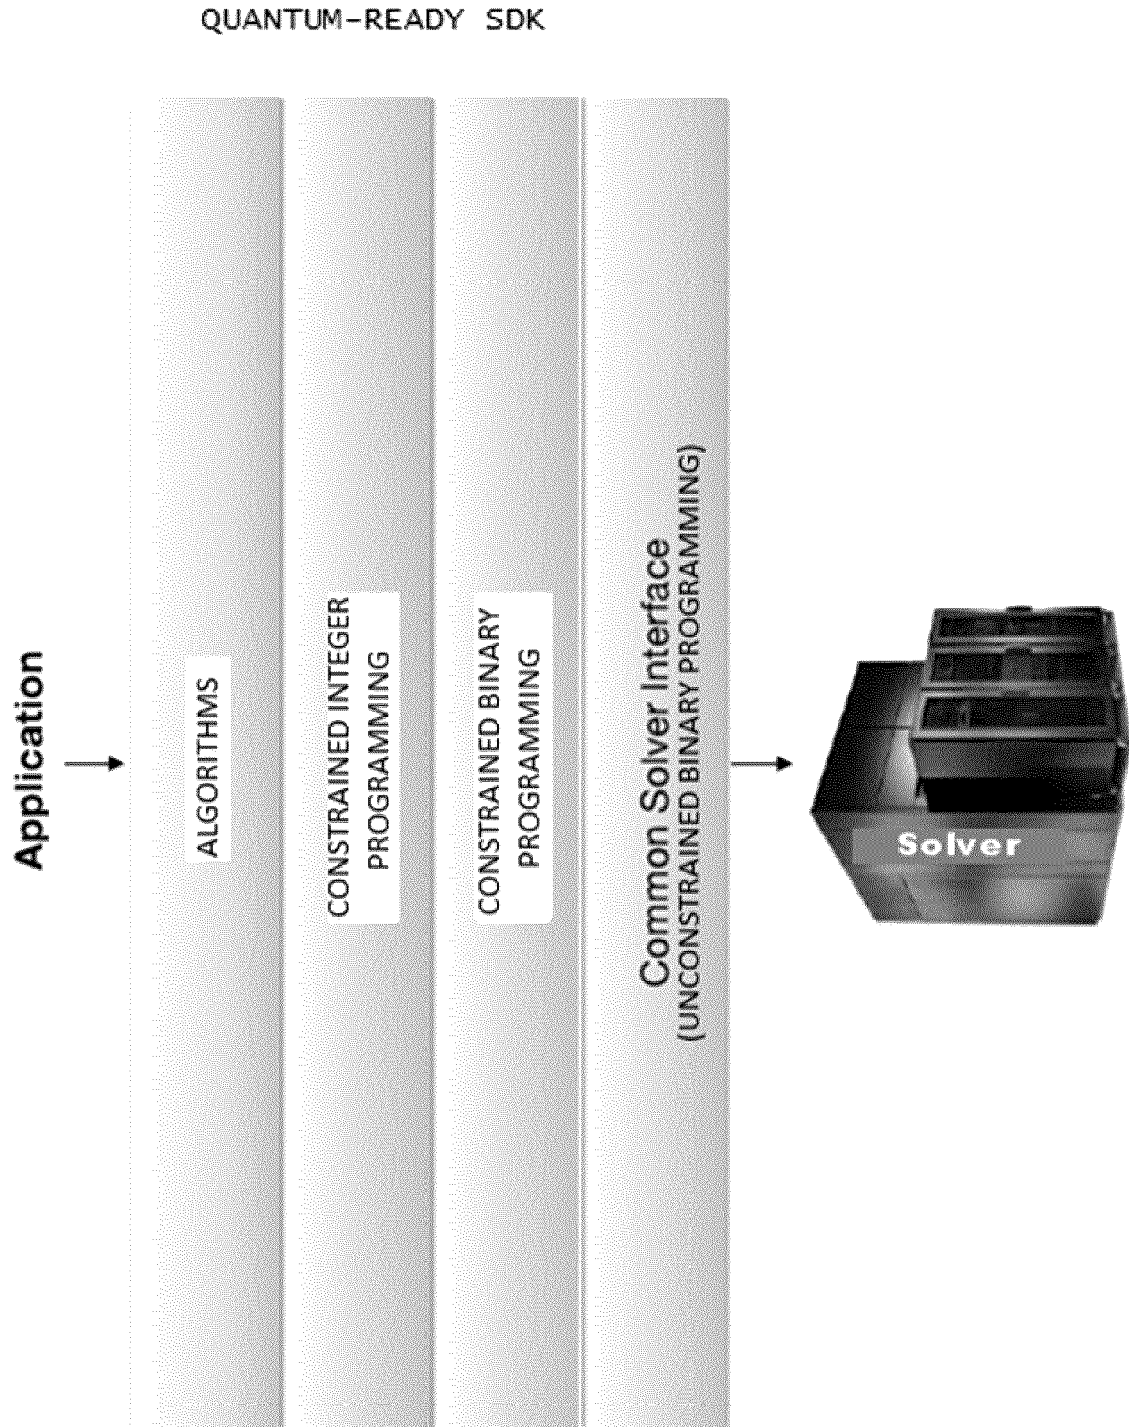 QUANTUM-READY SDK
Application
ALGORITHMS
CONSTRAINED INTEGER
PROGRAMMING
CONSTRAINED BINARY
PROGRAMMING
Common Solver Interface
(UNCONSTRAINED BINARY PROGRAMMING)
Solver